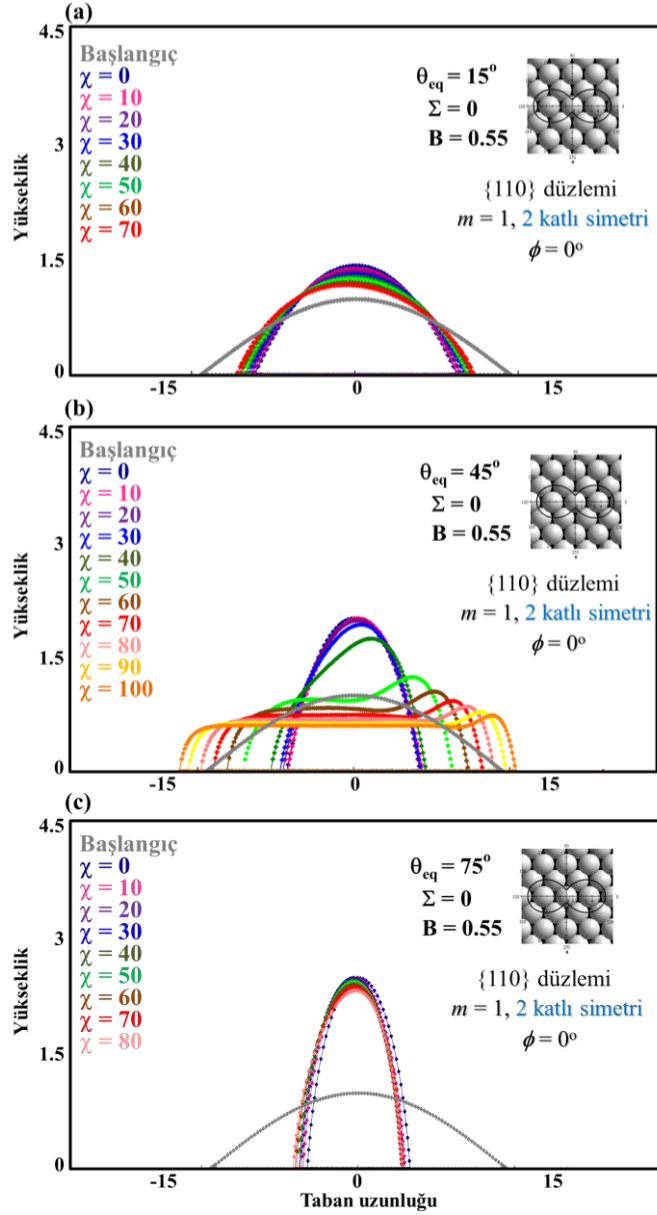 (a)
4.5
3
1.5
0
Yükseklik
Başlangıç
χ = 0
χ = 10
χ = 20
χ = 30
χ = 40
χ = 50
χ = 60
χ = 70
θeq = 15°
Σ = 0
B = 0.55
{110} düzlemi
m = 1, 2 katlı simetri
ϕ = 0°
-15
0
15
(b)
4.5
3
1.5
0
Yükseklik
Başlangıç
χ = 0
χ = 10
χ = 20
χ = 30
χ = 40
χ = 50
χ = 60
χ = 70
χ = 80
χ = 90
χ = 100
θeq = 45°
Σ = 0
B = 0.55
{110} düzlemi
m = 1, 2 katlı simetri
ϕ = 0°
-15
0
15
(c)
4.5
3
1.5
0
Yükseklik
Başlangıç
χ = 0
χ = 10
χ = 20
χ = 30
χ = 40
χ = 50
χ = 60
χ = 70
χ = 80
θeq = 75°
Σ = 0
B = 0.55
{110} düzlemi
m = 1, 2 katlı simetri
ϕ = 0°
-15
0
15
Taban uzunluğu